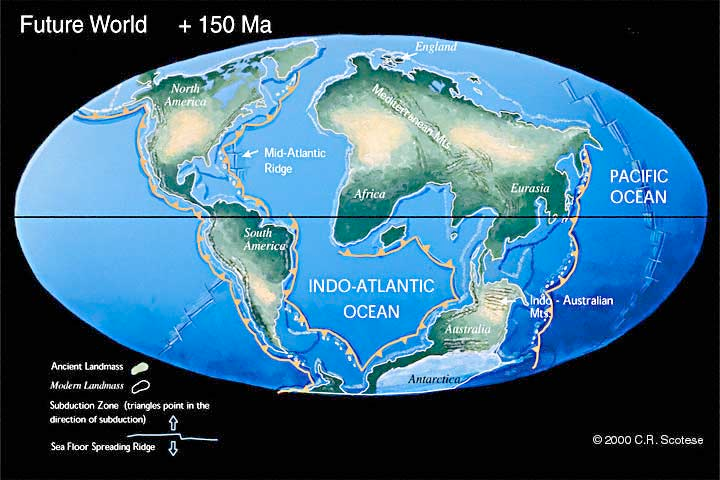 Future World + 150 Ma
England
North
America
Mediterranean Mts.
Mid-Atlantic
Ridge
PACIFIC
OCEAN
Africa
Eurasia
South
America
INDO-ATLANTIC
OCEAN
Indo - Australian
Mts.
Australia
Antarctica
Ancient Landmass
Modern Landmass
Subduction Zone (triangles point in the
direction of subduction)
Sea Floor Spreading Ridge
© 2000 C.R. Scotese